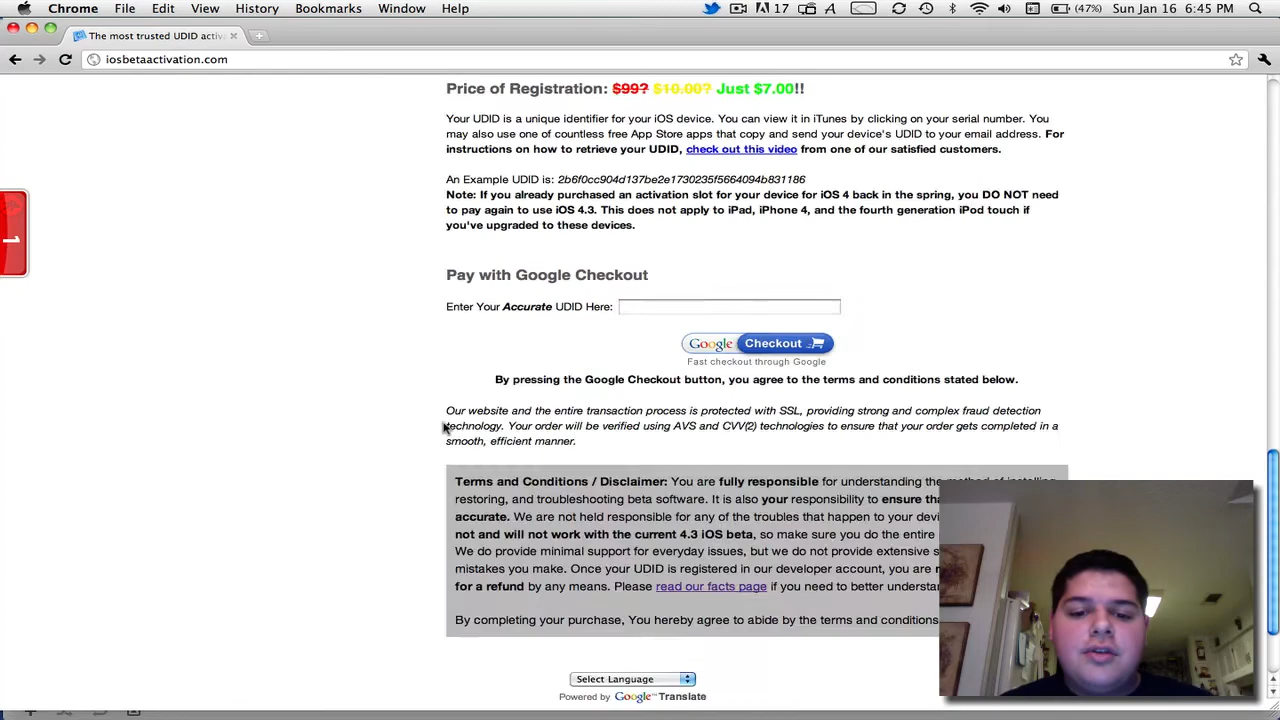 Chrome File Edit View History Bookmarks Window Help 17 (47%) Sun Jan 16 6:45 PM
The most trusted UDID activ
iosbetaactivation.com
Price of Registration: $99? $10.00? Just $7.00!!
Your UDID is a unique identifier for your iOS device. You can view it in iTunes by clicking on your serial number. You
may also use one of countless free App Store apps that copy and send your device's UDID to your email address. For
instructions on how to retrieve your UDID, check out this video from one of our satisfied customers.
An Example UDID is: 2b6f0cc904d137be2e1730235f5664094b831186
Note: If you already purchased an activation slot for your device for iOS 4 back in the spring, you DO NOT need
to pay again to use iOS 4.3. This does not apply to iPad, iPhone 4, and the fourth generation iPod touch if
you've upgraded to these devices.
1
Pay with Google Checkout
Enter Your Accurate UDID Here:
Google Checkout
Fast checkout through Google
By pressing the Google Checkout button, you agree to the terms and conditions stated below.
Our website and the entire transaction process is protected with SSL, providing strong and complex fraud detection
technology. Your order will be verified using AVS and CVV(2) technologies to ensure that your order gets completed in a
smooth, efficient manner.
Terms and Conditions / Disclaimer: You are fully responsible for understanding the method of installing
restoring, and troubleshooting beta software. It is also your responsibility to ensure tha
accurate. We are not held responsible for any of the troubles that happen to your devi
not and will not work with the current 4.3 iOS beta, so make sure you do the entire
We do provide minimal support for everyday issues, but we do not provide extensive s
mistakes you make. Once your UDID is registered in our developer account, you are
for a refund by any means. Please read our facts page if you need to better understa
By completing your purchase, You hereby agree to abide by the terms and conditions
Select Language
Powered by Google Translate